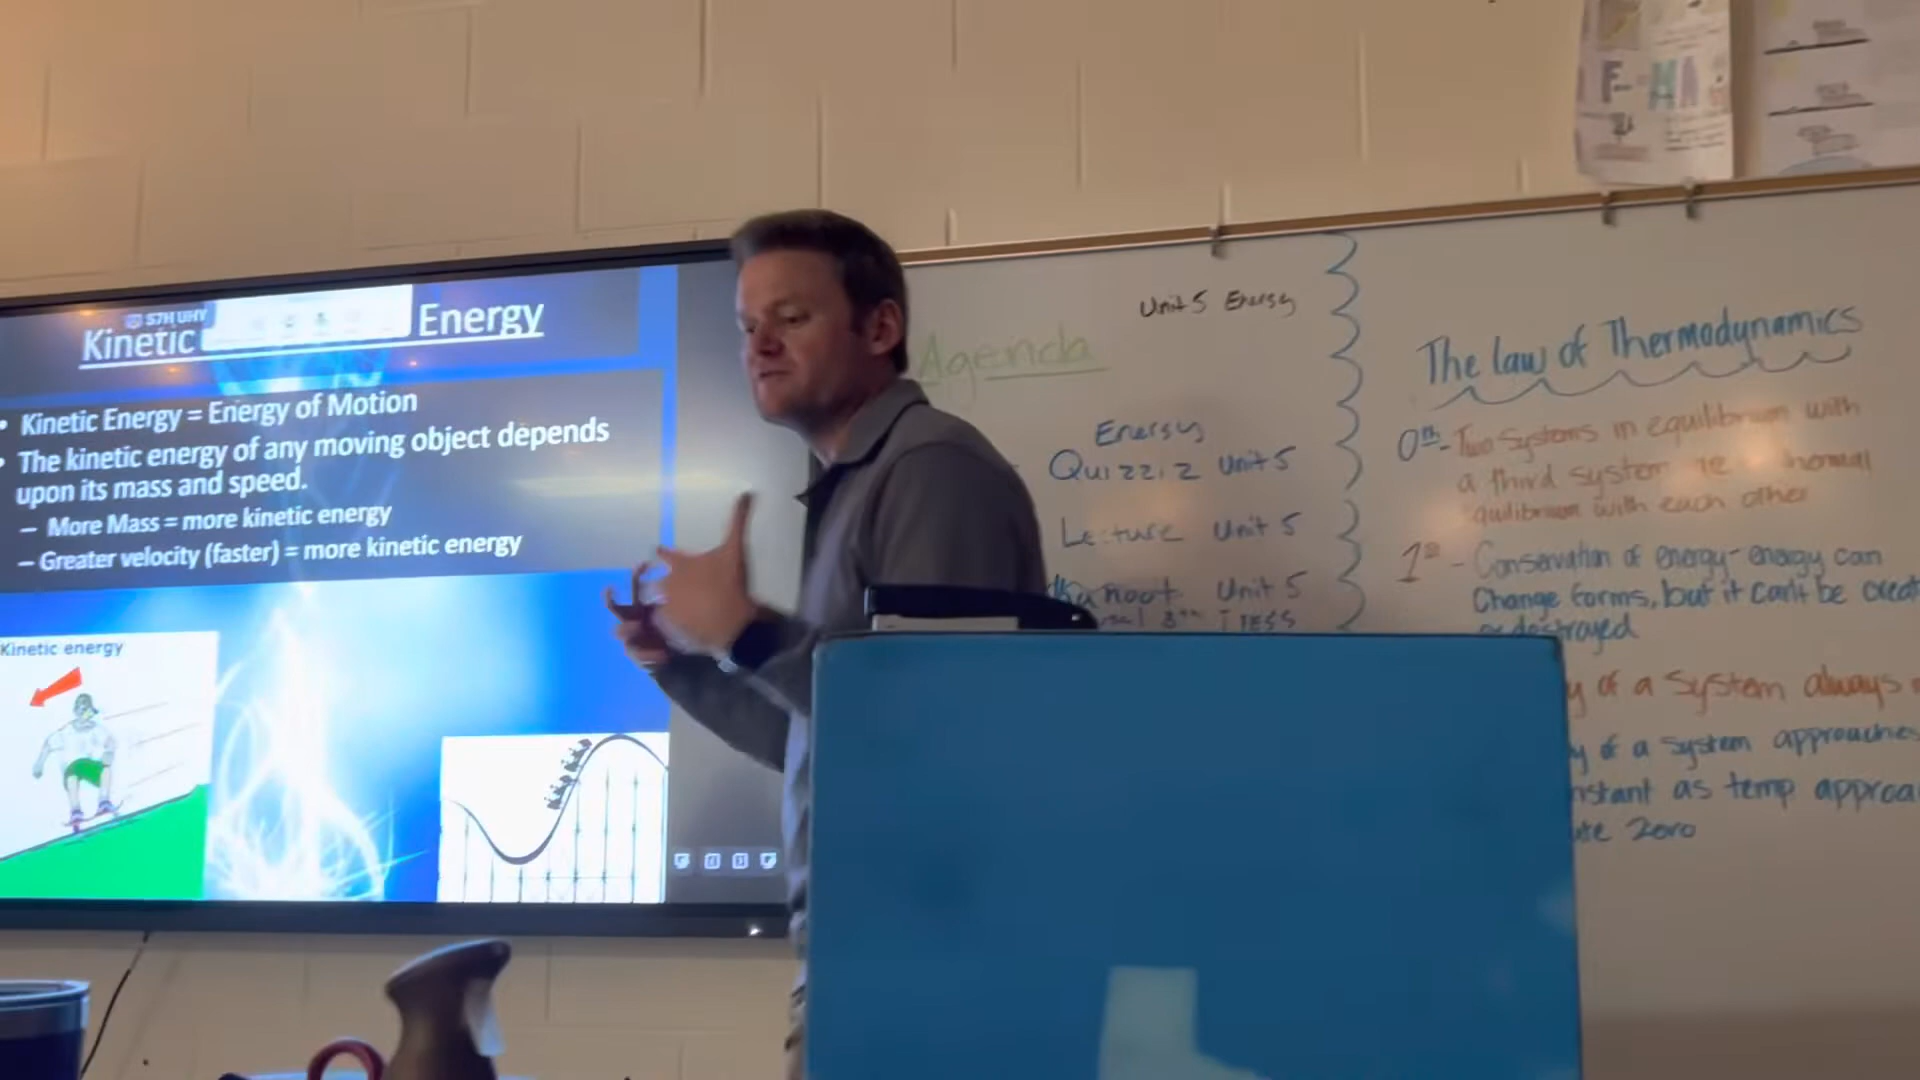 S7H UHY
Kinetic Energy
• Kinetic Energy = Energy of Motion
• The kinetic energy of any moving object depends
upon its mass and speed.
– More Mass = more kinetic energy
– Greater velocity (faster) = more kinetic energy
Kinetic energy
Unit 5 Energy
Agenda
Energy
Quizziz Unit 5
Lecture Unit 5
Unit 5
The law of Thermodynamics
0th - Two Systems in equilibrium with
a third system
with each other
1st - Conservation of energy - energy can
Change forms, but it can't be
destroyed
of a System always
of a system approaches
as temp
Zero
F-MA